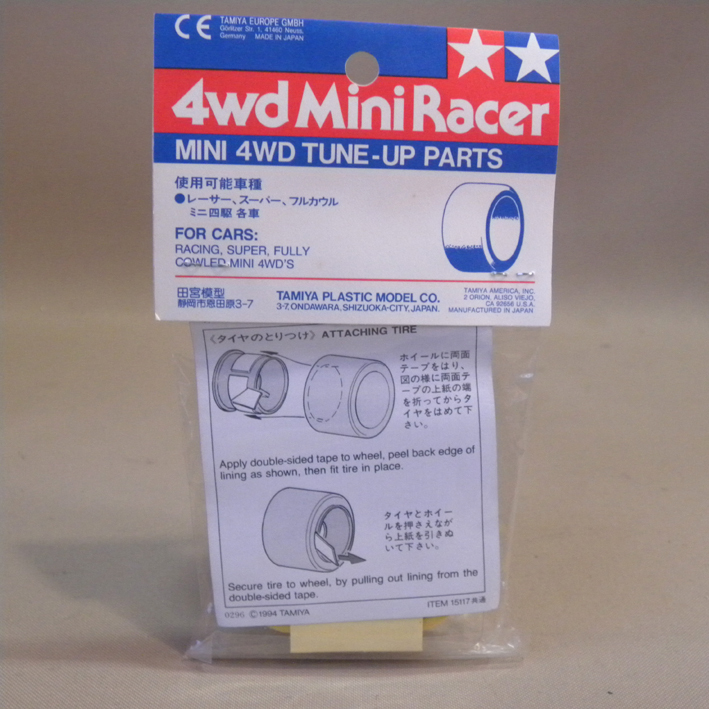 CE
TAMIYA EUROPE GMBH
Görlitzer Str. 1, 41460 Neuss,
Germany MADE IN JAPAN
4wd Mini Racer
MINI 4WD TUNE-UP PARTS
使用可能車種
●レーサー、スーパー、フルカウル
ミニ四駆 各車
FOR CARS:
RACING, SUPER, FULLY
COWLED MINI 4WD'S
田宮模型
静岡市恩田原3-7
TAMIYA PLASTIC MODEL CO.
3-7, ONDAWARA, SHIZUOKA-CITY, JAPAN.
TAMIYA AMERICA, INC.
2 ORION, ALISO VIEJO,
CA 92656 U.S.A.
MANUFACTURED IN JAPAN
《タイヤのとりつけ》 ATTACHING TIRE
ホイールに両面
テープをはり、
図の様に両面テ
ープの上紙の端
を折ってからタ
イヤをはめて下
さい。
Apply double-sided tape to wheel, peel back edge of
lining as shown, then fit tire in place.
タイヤとホイー
ルを押さえなが
ら上紙を引きぬ
いて下さい。
Secure tire to wheel, by pulling out lining from the
double-sided tape.
0296 ©1994 TAMIYA
ITEM 15117 共通